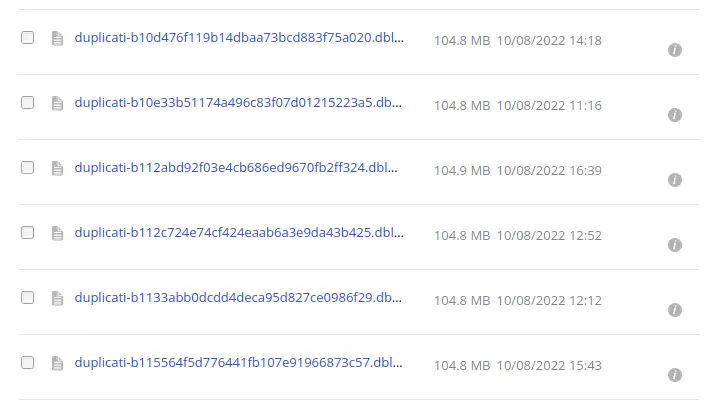 duplicati-b10d476f119b14dbaa73bcd883f75a020.dbl... 104.8 MB 10/08/2022 14:18
duplicati-b10e33b51174a496c83f07d01215223a5.db... 104.8 MB 10/08/2022 11:16
duplicati-b112abd92f03e4cb686ed9670fb2ff324.dbl... 104.9 MB 10/08/2022 16:39
duplicati-b112c724e74cf424eaab6a3e9da43b425.dbl... 104.8 MB 10/08/2022 12:52
duplicati-b1133abb0dcdd4deca95d827ce0986f29.db... 104.8 MB 10/08/2022 12:12
duplicati-b115564f5d776441fb107e91966873c57.dbl... 104.8 MB 10/08/2022 15:43